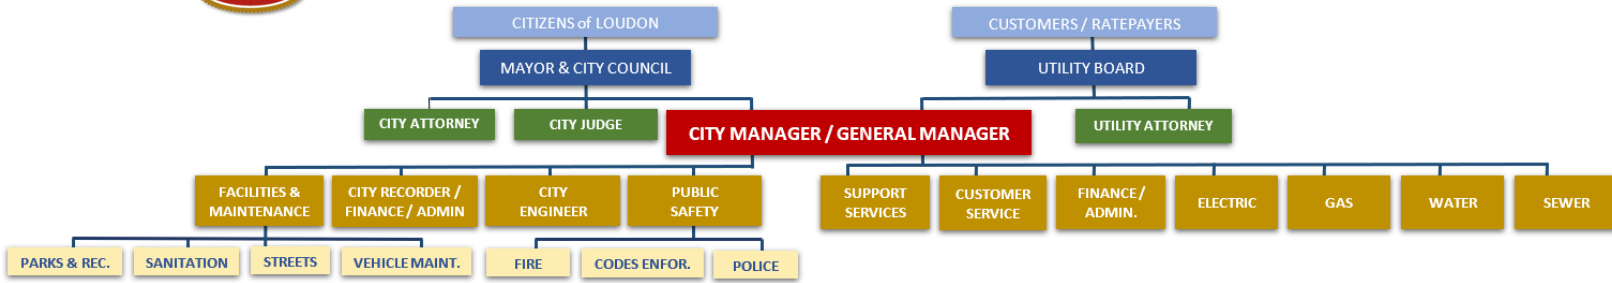 CITIZENS of LOUDON
CUSTOMERS / RATEPAYERS
MAYOR & CITY COUNCIL
UTILITY BOARD
CITY ATTORNEY
CITY JUDGE
CITY MANAGER / GENERAL MANAGER
UTILITY ATTORNEY
FACILITIES &
MAINTENANCE
CITY RECORDER /
FINANCE / ADMIN
CITY
ENGINEER
PUBLIC
SAFETY
SUPPORT
SERVICES
CUSTOMER
SERVICE
FINANCE /
ADMIN.
ELECTRIC
GAS
WATER
SEWER
PARKS & REC.
SANITATION
STREETS
VEHICLE MAINT.
FIRE
CODES ENFOR.
POLICE